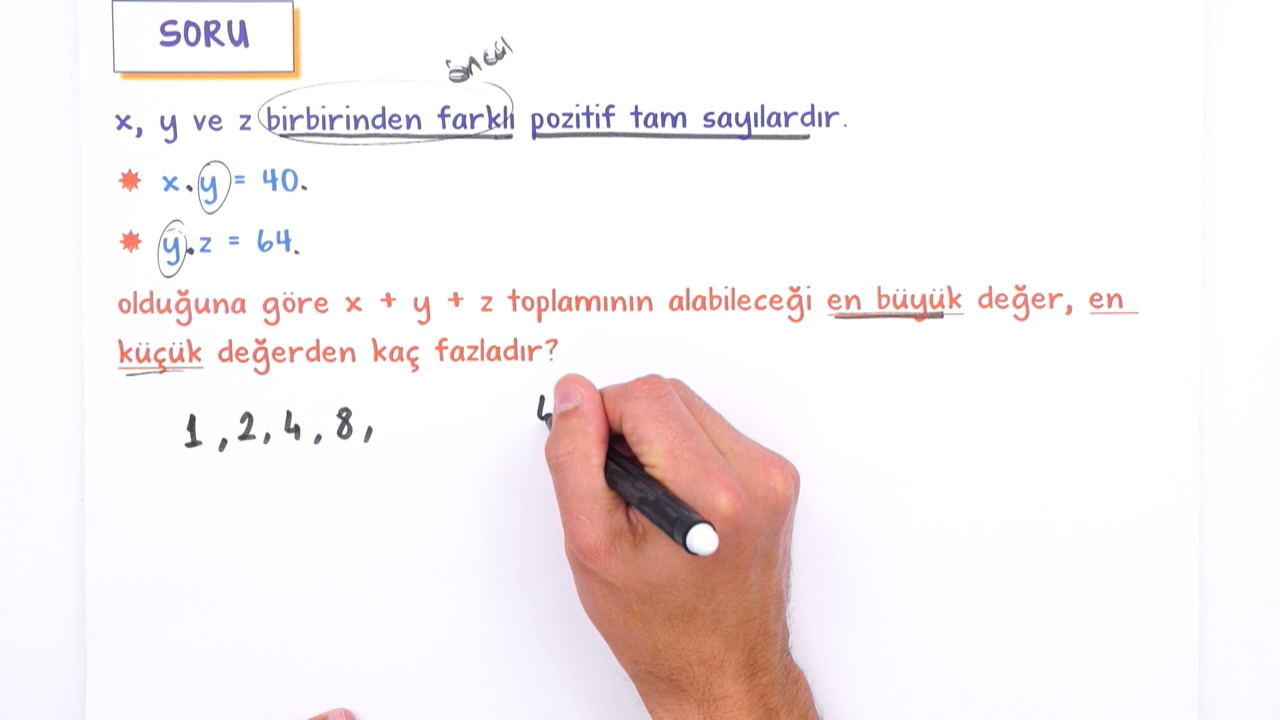 SORU
öncül
x, y ve z birbirinden farklı pozitif tam sayılardır.
x.y = 40.
y.z = 64.
olduğuna göre x + y + z toplamının alabileceği en büyük değer, en
küçük değerden kaç fazladır?
1, 2, 4, 8,